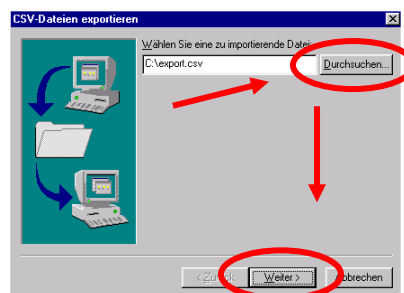 CSV-Dateien exportieren
Wählen Sie eine zu importierende Datei
C:\export.csv
Durchsuchen...
< Zurück
Weiter >
Abbrechen